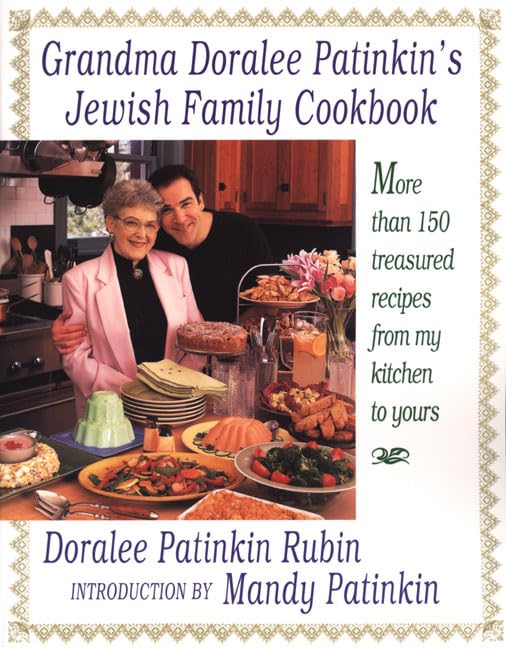 Grandma Doralee Patinkin's
Jewish Family Cookbook
More
than 150
treasured
recipes
from my
kitchen
to yours
Doralee Patinkin Rubin
INTRODUCTION BY Mandy Patinkin